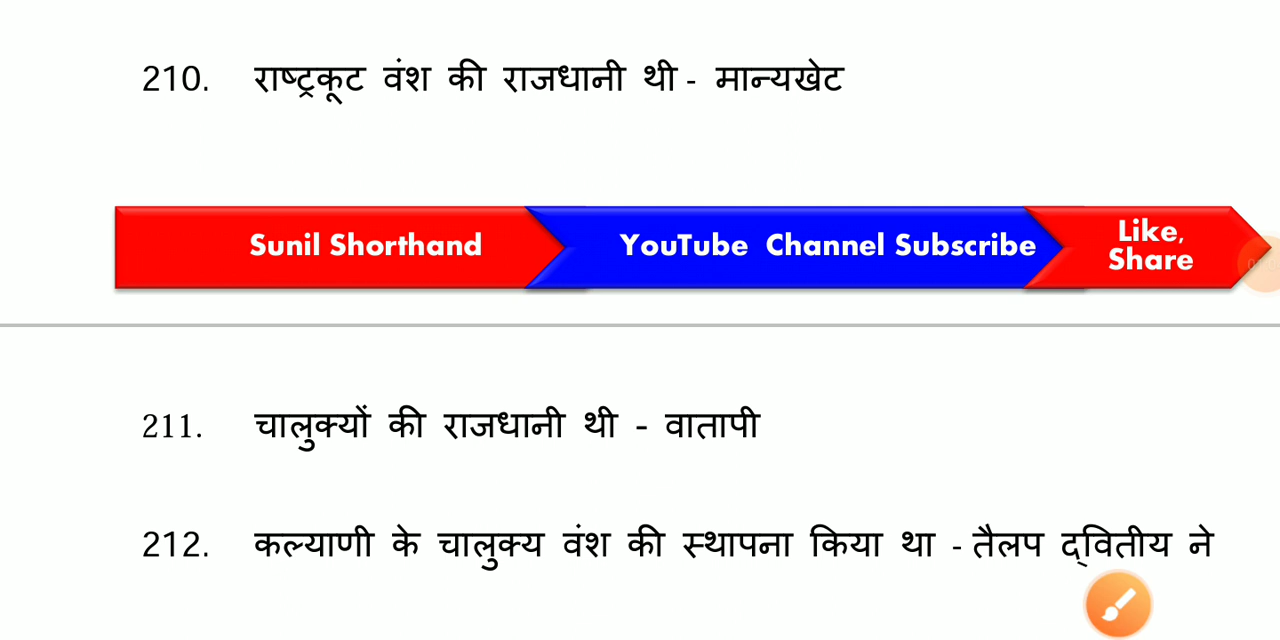 210. राष्ट्रकूट वंश की राजधानी थी - मान्यखेट
Sunil Shorthand YouTube Channel Subscribe Like,
Share
211. चालुक्यों की राजधानी थी - वातापी
212. कल्याणी के चालुक्य वंश की स्थापना किया था - तैलप द्वितीय ने